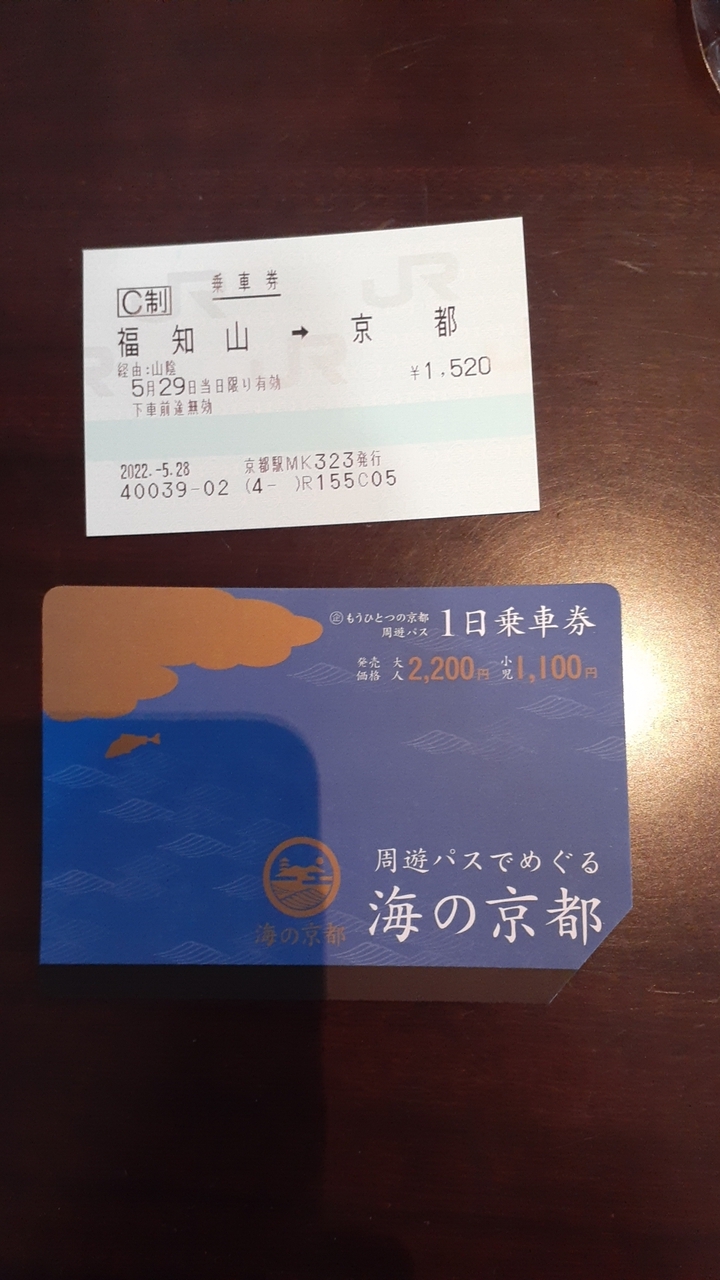 乗車券
C制
福知山 → 京都
経由:山陰
¥1,520
5月29日当日限り有効
下車前途無効
2022.-5.28 京都駅MK323発行
40039-02 (4- )R155C05
㊭もうひとつの京都
周遊パス
1日乗車券
発売価格 大人2,200円 小児1,100円
周遊パスでめぐる
海の京都
海の京都